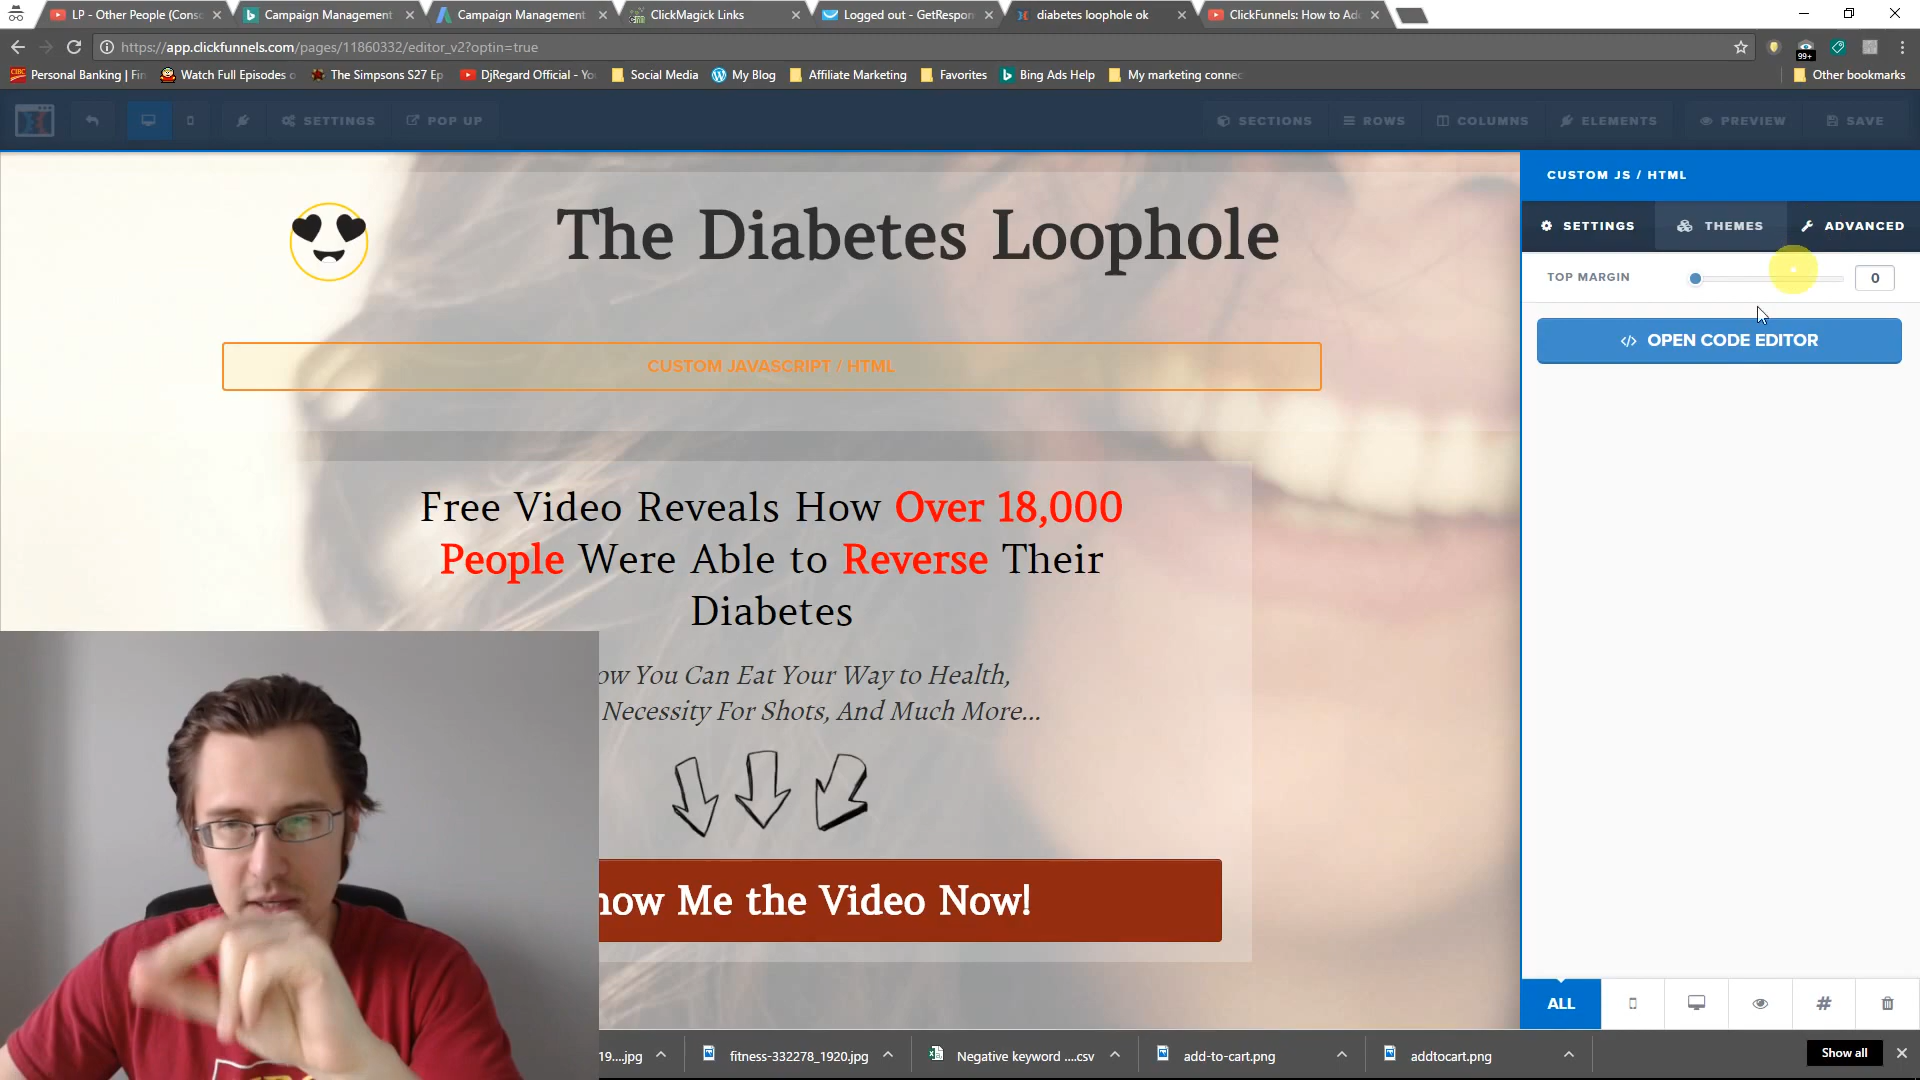 LP - Other People (Consc
Campaign Management
Campaign Management
ClickMagick Links
Logged out - GetRespon
diabetes loophole ok
ClickFunnels: How to Add
https://app.clickfunnels.com/pages/11860332/editor_v2?optin=true
99+
CIBC
Personal Banking | Fin
Watch Full Episodes o
The Simpsons S27 Ep
DjRegard Official - Yo
Social Media
My Blog
Affiliate Marketing
Favorites
Bing Ads Help
My marketing connec
Other bookmarks
SETTINGS
POP UP
SECTIONS
ROWS
COLUMNS
ELEMENTS
PREVIEW
SAVE
CUSTOM JS / HTML
SETTINGS
THEMES
ADVANCED
TOP MARGIN
0
OPEN CODE EDITOR
The Diabetes Loophole
CUSTOM JAVASCRIPT / HTML
Free Video Reveals How Over 18,000
People Were Able to Reverse Their
Diabetes
ow You Can Eat Your Way to Health,
Necessity For Shots, And Much More...
how Me the Video Now!
ALL
#
19....jpg
fitness-332278_1920.jpg
Negative keyword ....csv
add-to-cart.png
addtocart.png
Show all